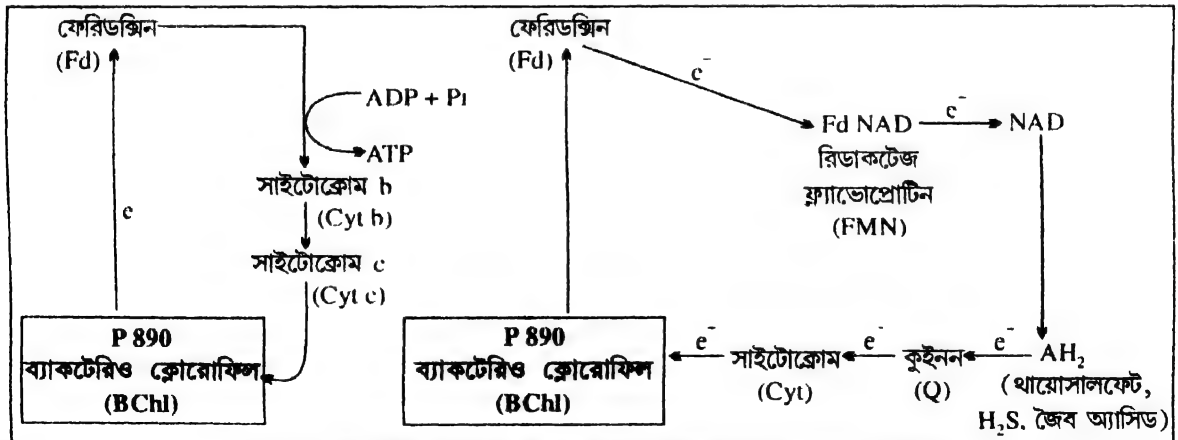 ফেরিডক্সিন
(Fd)
ADP + Pi
ATP
সাইটোক্রোম b
(Cyt b)
সাইটোক্রোম c
(Cyt c)
e
P 890
ব্যাকটেরিও ক্লোরোফিল
(BChl)
ফেরিডক্সিন
(Fd)
e⁻
Fd NAD
রিডাকটেজ
ফ্ল্যাভোপ্রোটিন
(FMN)
e⁻
NAD
P 890
ব্যাকটেরিও ক্লোরোফিল
(BChl)
e⁻
সাইটোক্রোম
(Cyt)
e⁻
কুইনন
(Q)
e⁻
AH₂
(থায়োসালফেট,
H₂S, জৈব অ্যাসিড)